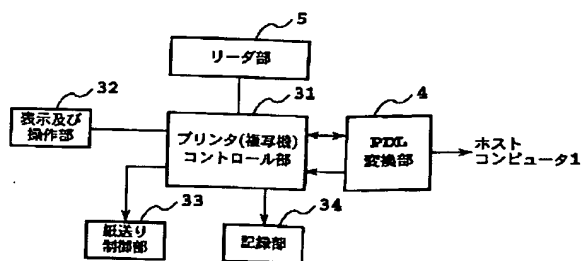 5
リーダ部
32
31
4
表示及び
操作部
プリンタ(複写機)
コントロール部
PDL
変換部
ホスト
コンピュータ1
33
34
紙送り
制御部
記録部